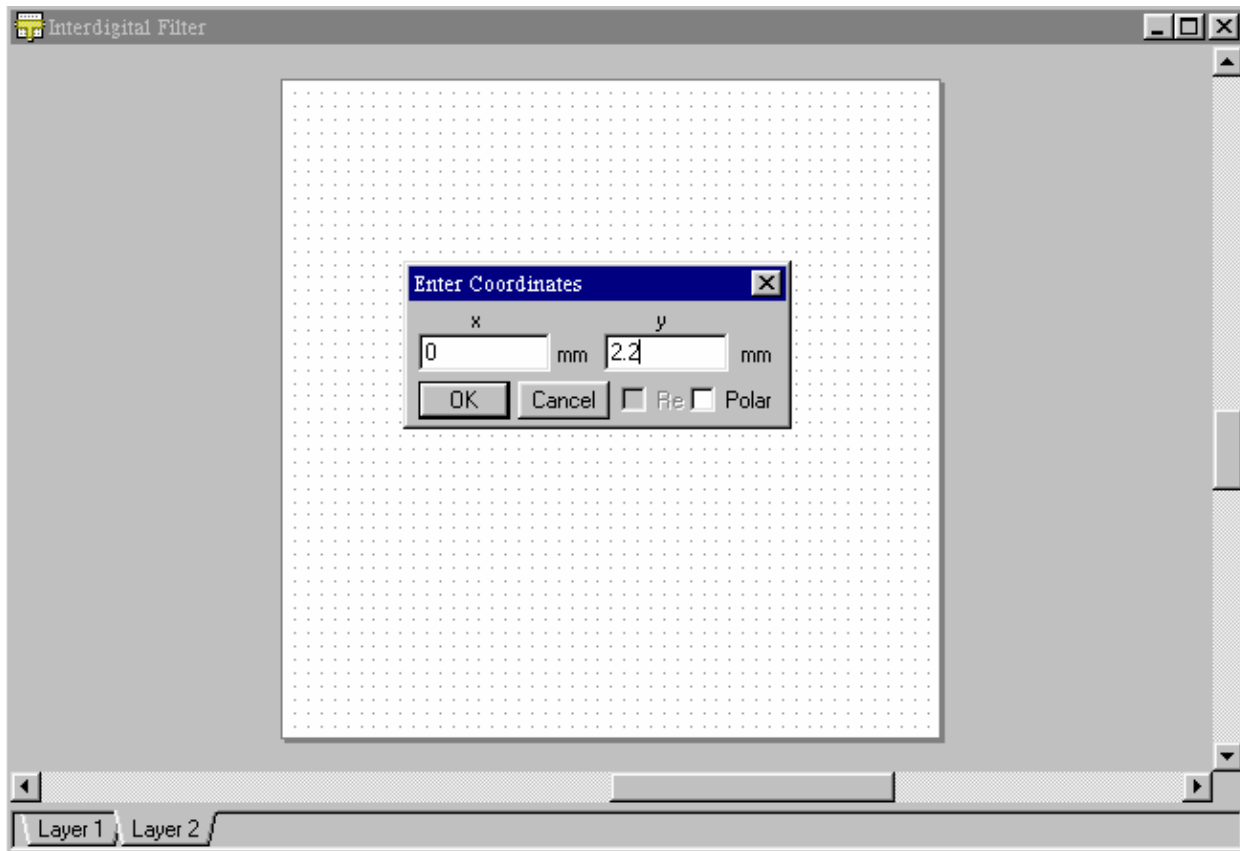 Interdigital Filter
Enter Coordinates
x y
0 mm 2.2 mm
OK Cancel Re Polar
Layer 1 Layer 2